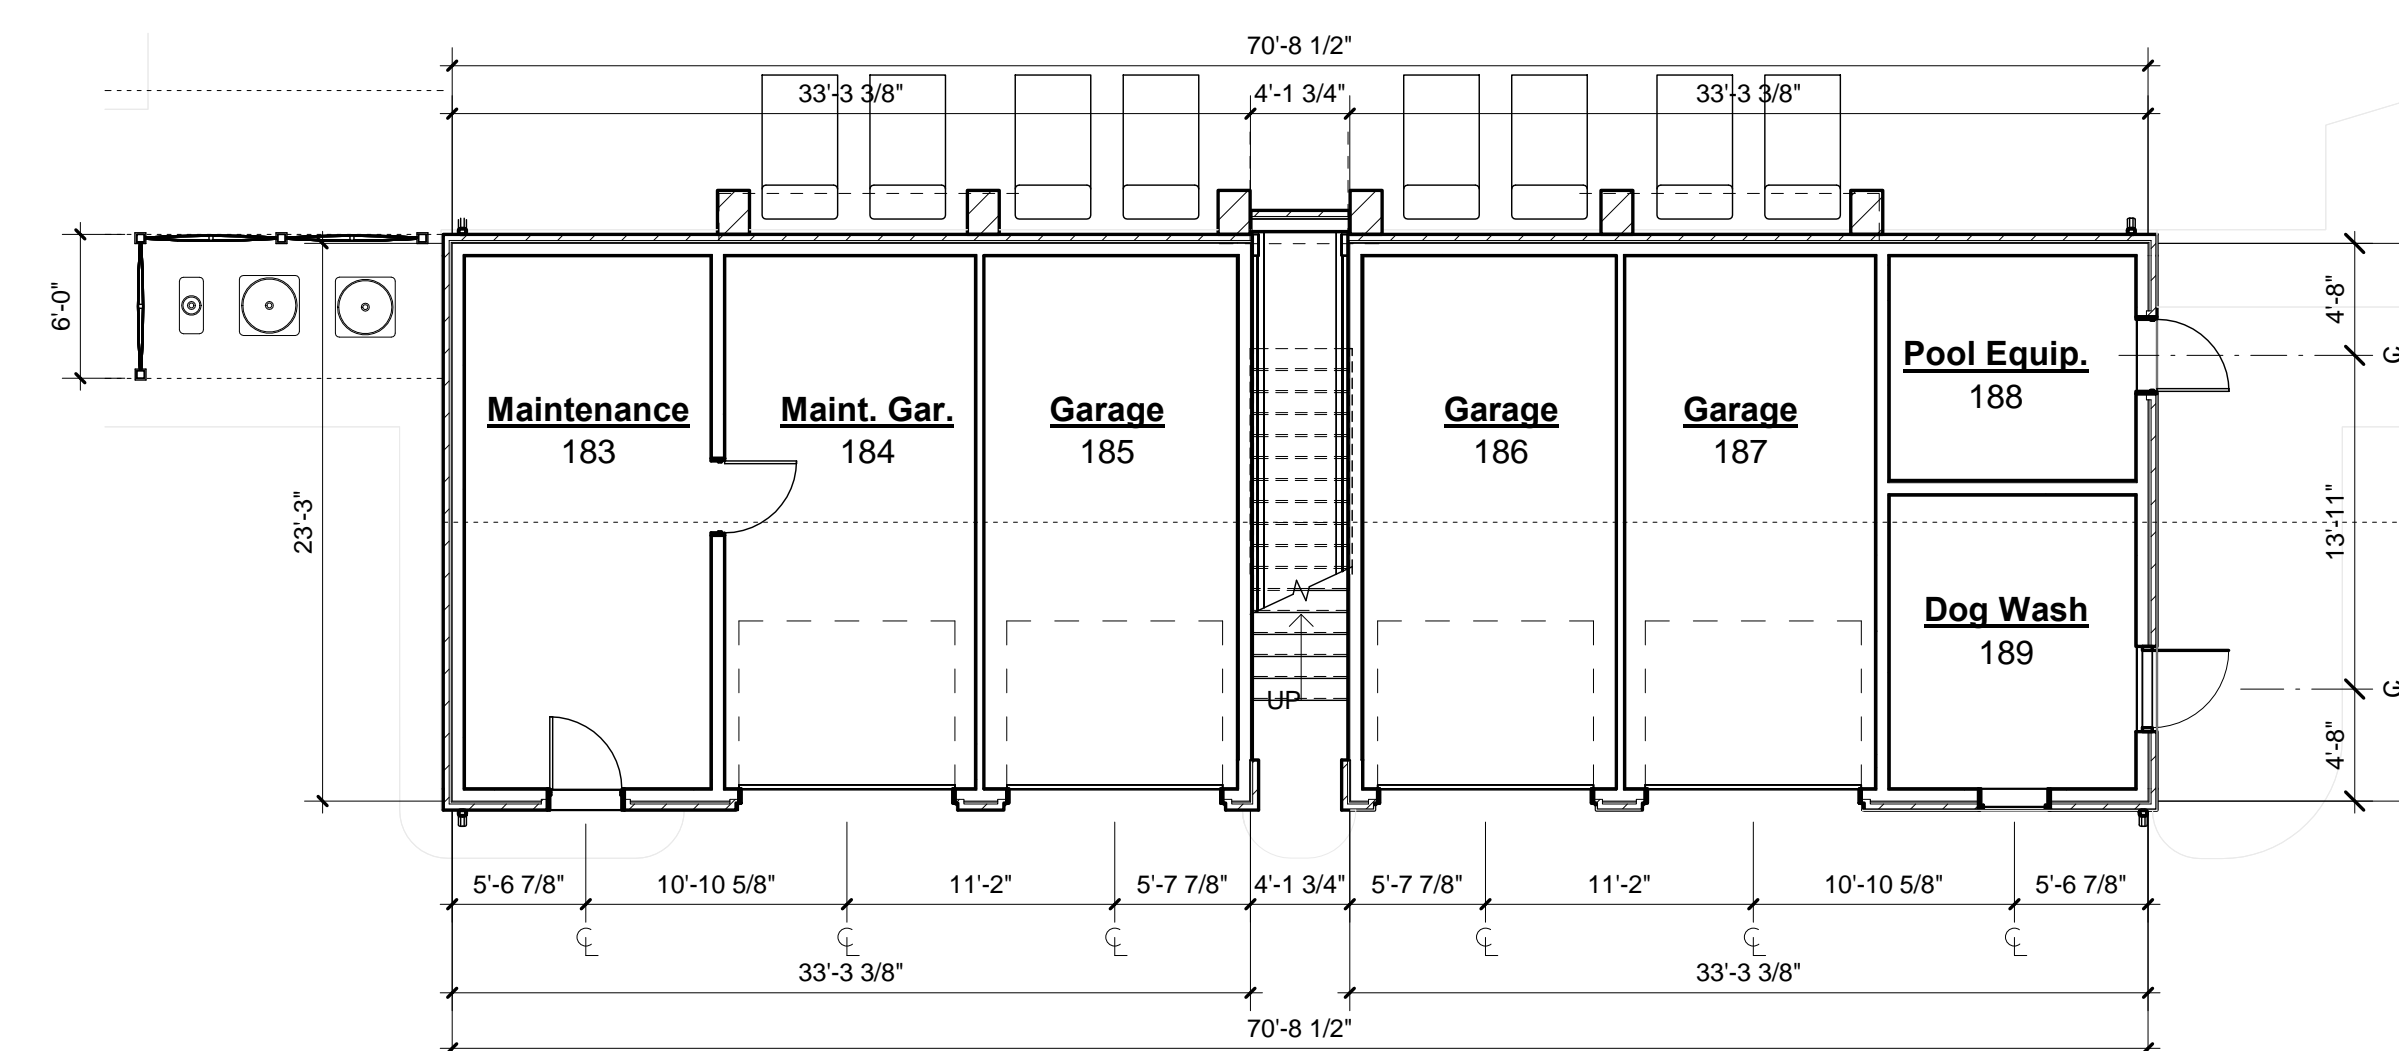 70'-8 1/2"
33'-3 3/8" 4'-1 3/4" 33'-3 3/8"
6'-0"
4'-8"
Pool Equip.
188
Maintenance
183
Maint. Gar.
184
Garage
185
Garage
186
Garage
187
23'-3"
13'-11"
Dog Wash
189
UP
4'-8"
5'-6 7/8" 10'-10 5/8" 11'-2" 5'-7 7/8" 4'-1 3/4" 5'-7 7/8" 11'-2" 10'-10 5/8" 5'-6 7/8"
℄ ℄ ℄ ℄ ℄ ℄
33'-3 3/8" 33'-3 3/8"
70'-8 1/2"